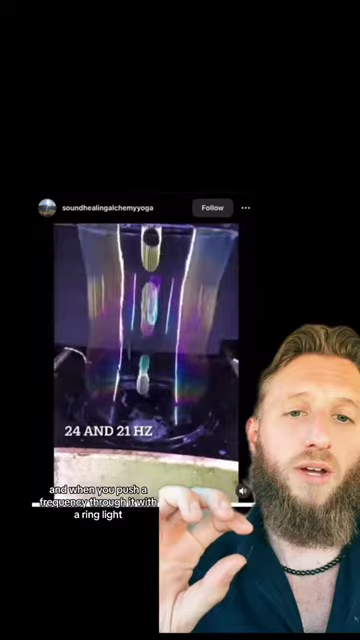 soundhealingalchemyyoga
Follow
24 AND 21 HZ
and when you push a
frequency through it with
a ring light